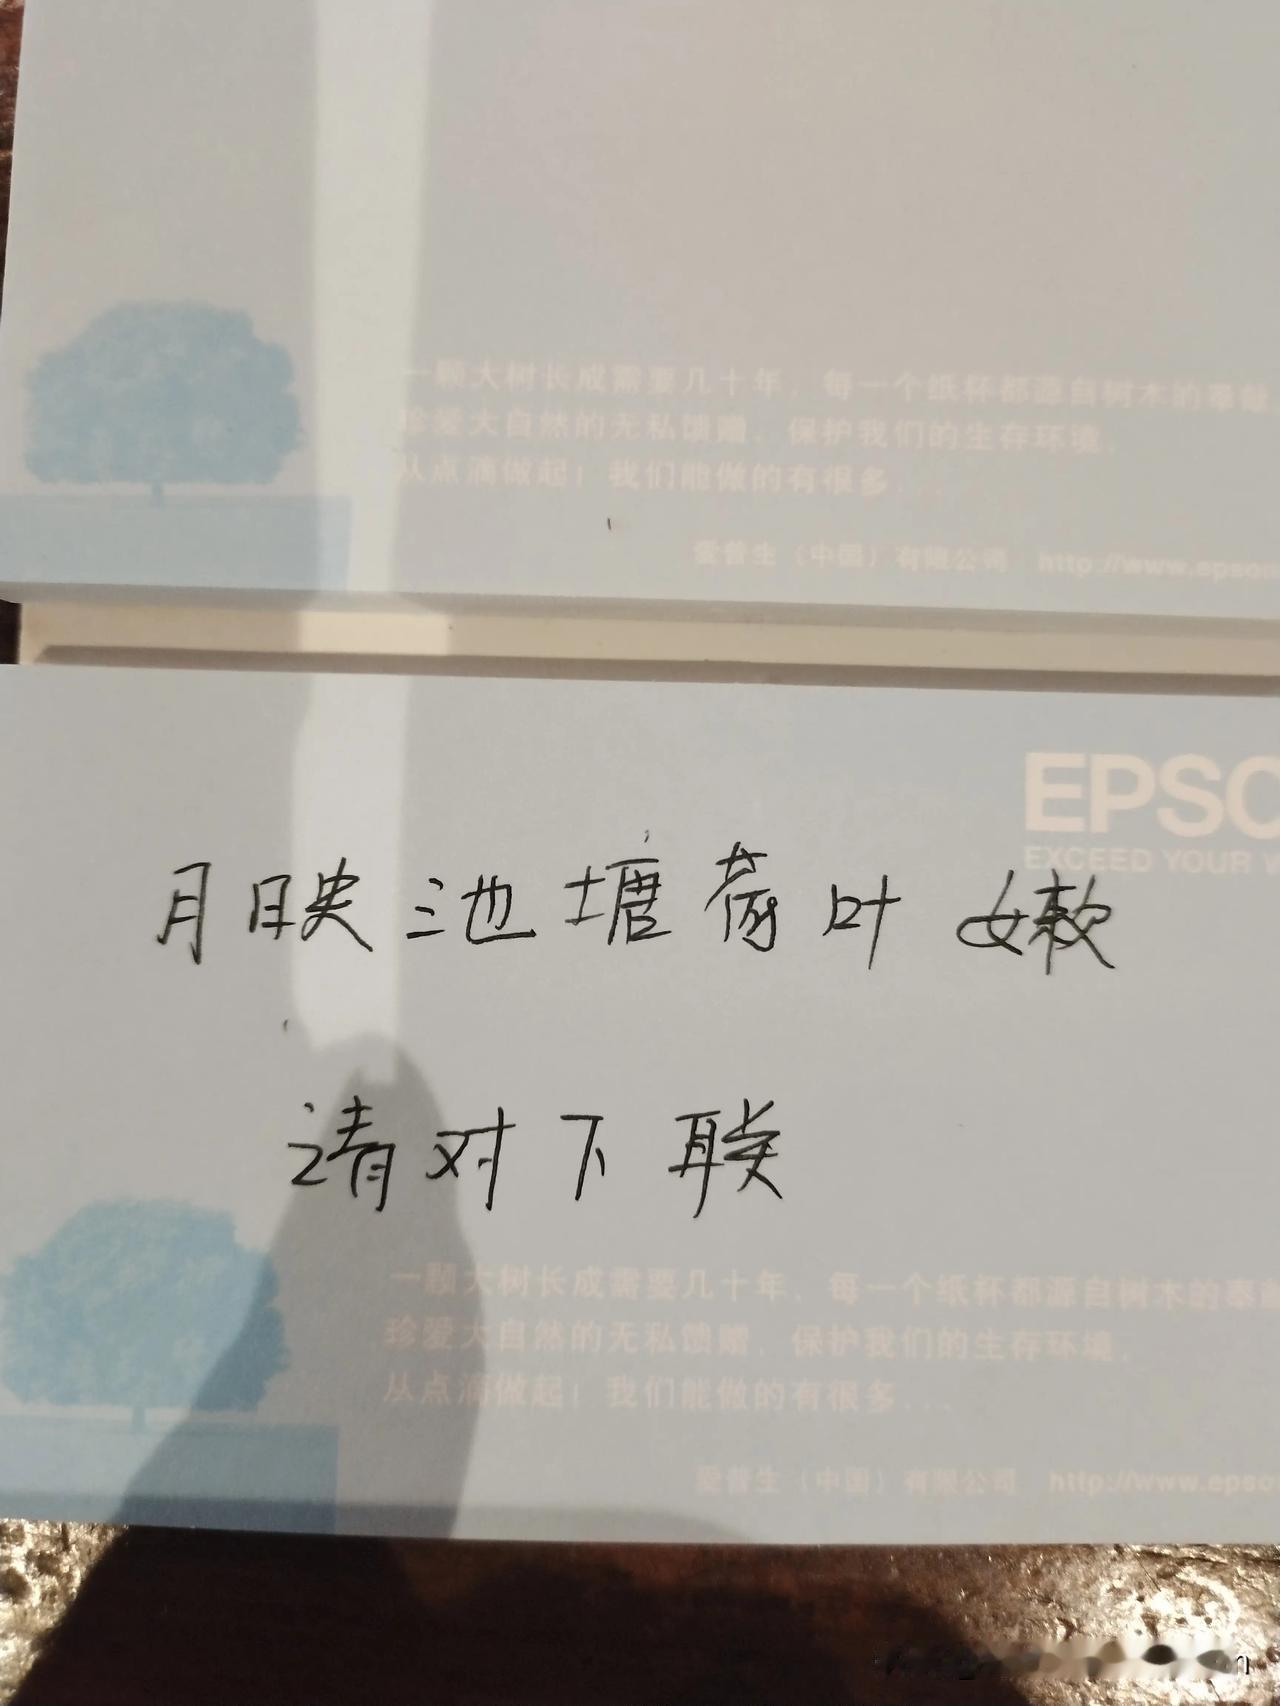 一颗大树长成需要几十年，每一个纸杯都源自树木的奉献
珍爱大自然的无私馈赠，保护我们的生存环境，
从点滴做起！我们能做的有很多...
爱普生（中国）有限公司 http://www.epson
EPSO
EXCEED YOUR V
月映池塘荷叶嫩
请对下联
一颗大树长成需要几十年，每一个纸杯都源自树木的奉
珍爱大自然的无私馈赠，保护我们的生存环境，
从点滴做起！我们能做的有很多...
爱普生（中国）有限公司 http://www.epso